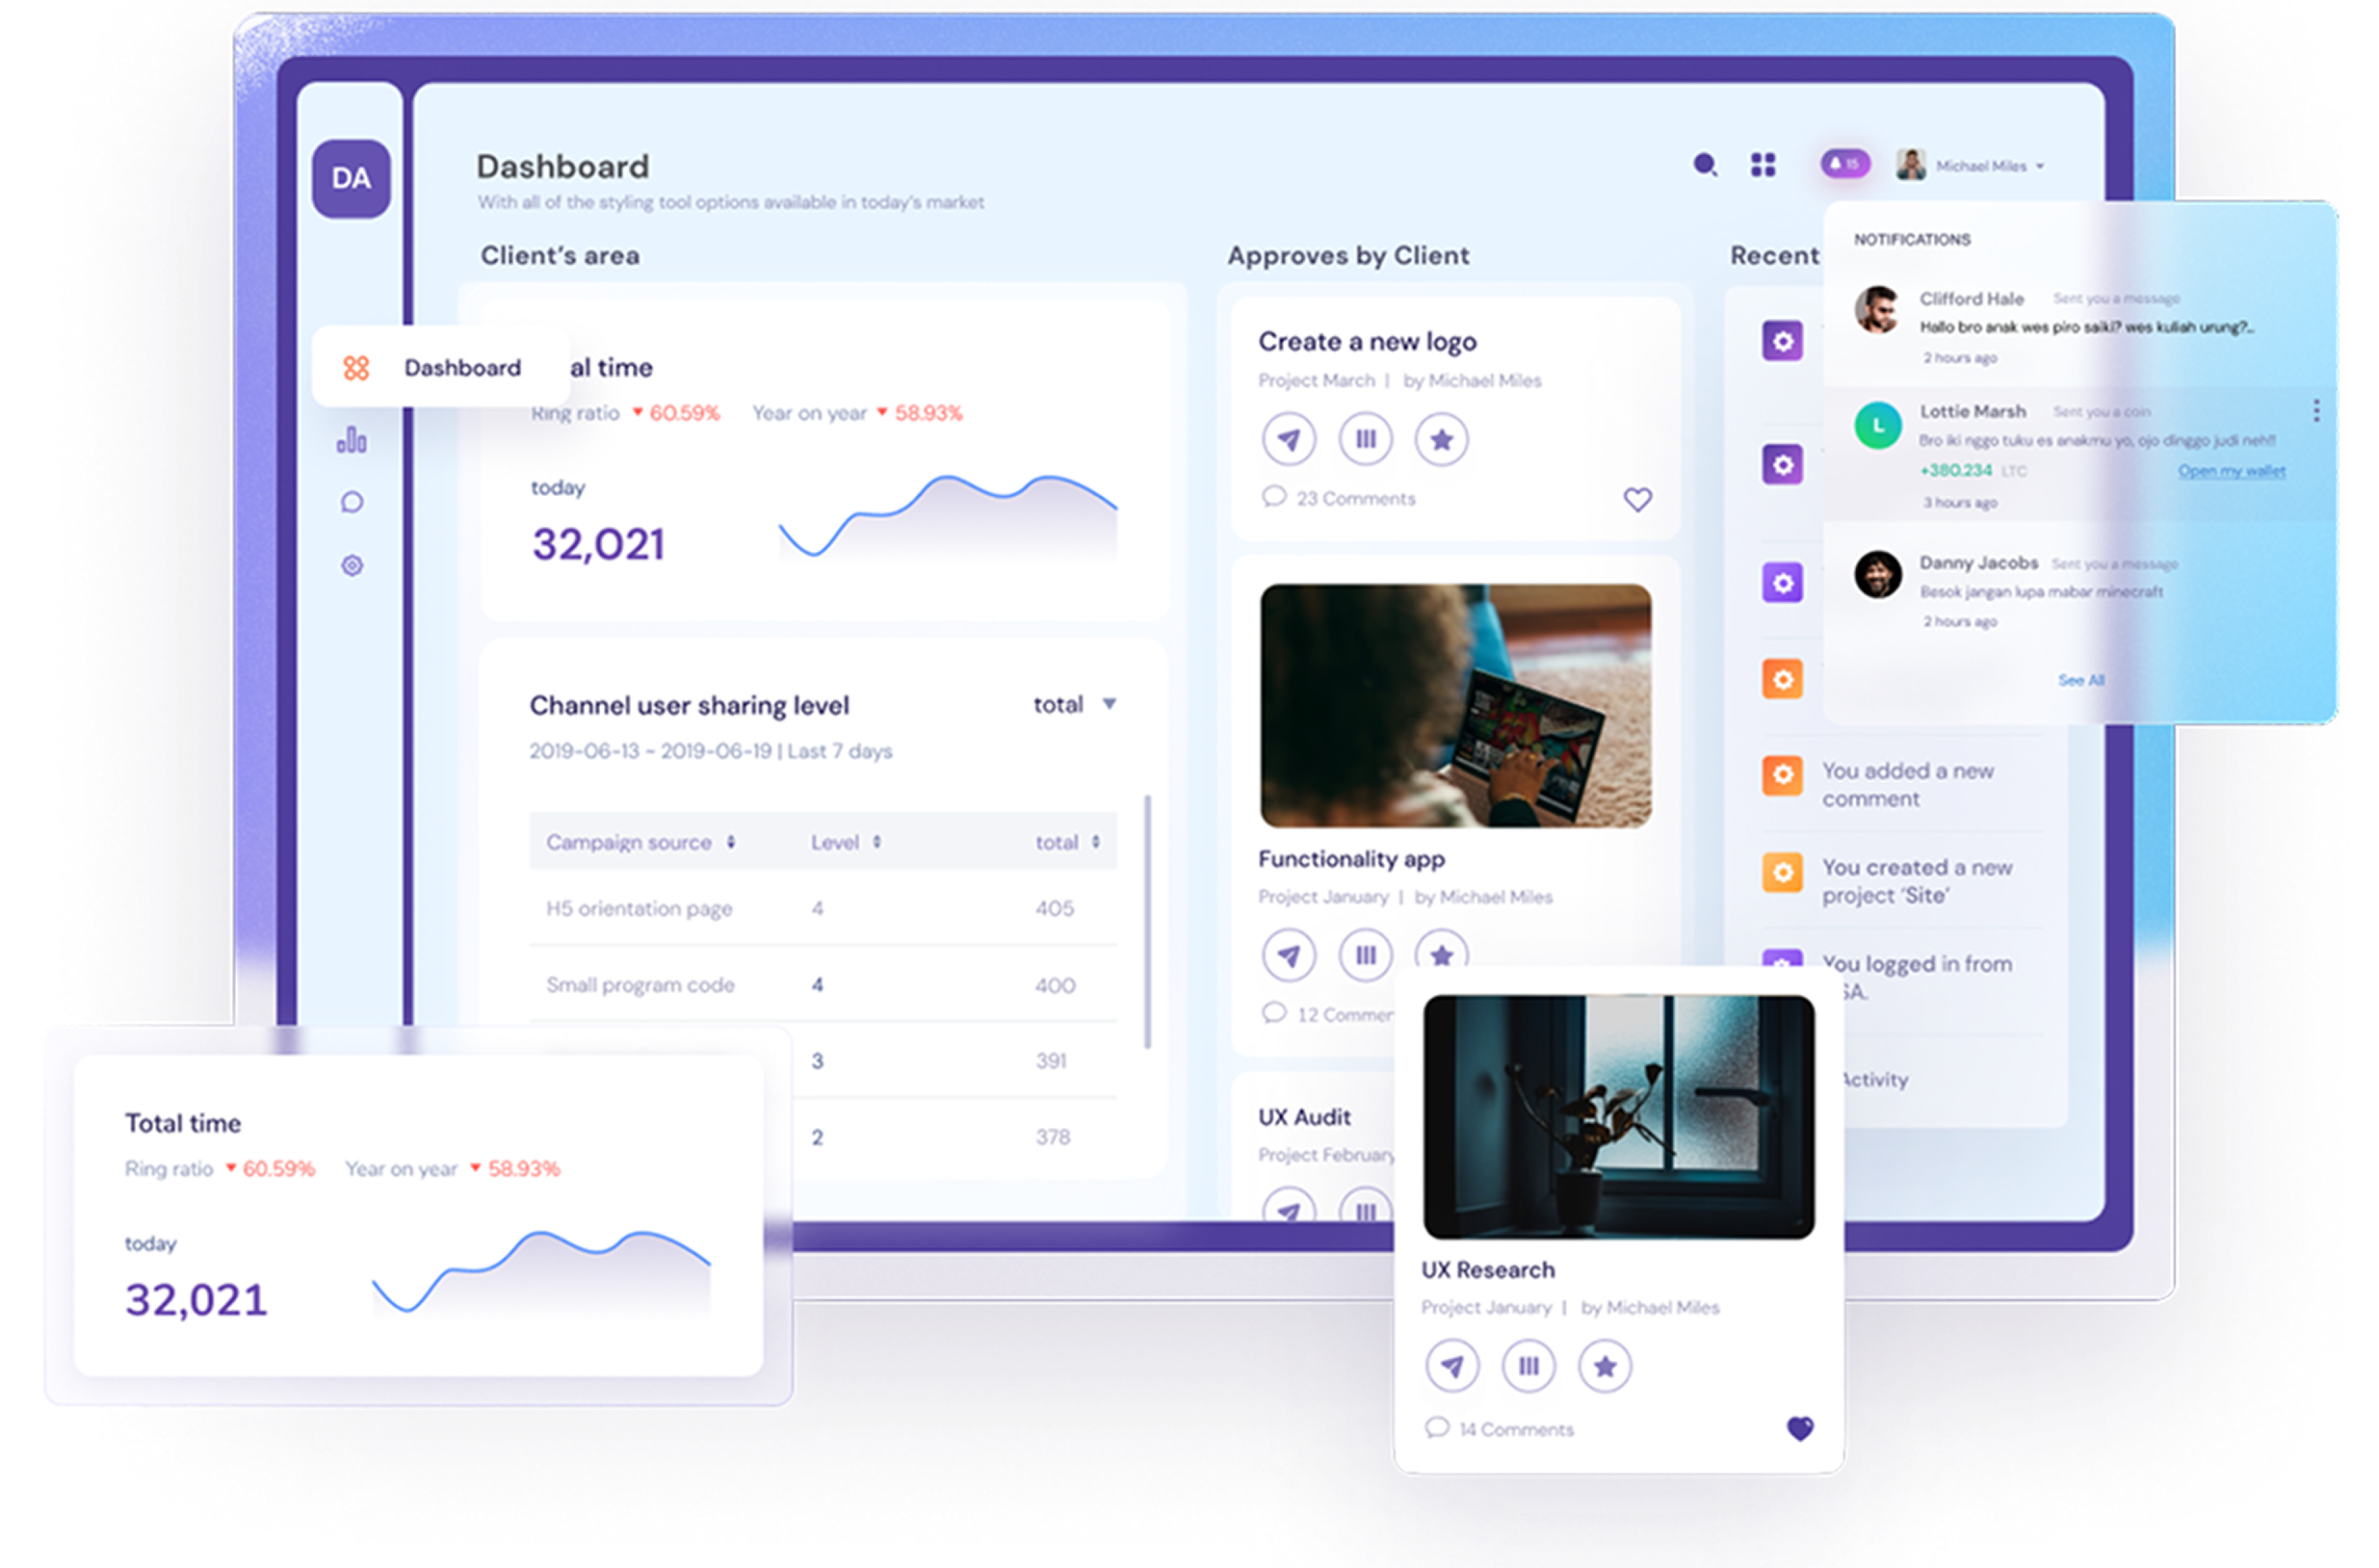 DA
Dashboard
With all of the styling tool options available in today's market
15
Michael Miles
Client's area
Approves by Client
Recent
Dashboard
al time
Ring ratio 60.59% Year on year 58.93%
today
32,021
Channel user sharing level
total
2019-06-13 ~ 2019-06-19 | Last 7 days
Campaign source Level total
H5 orientation page 4 405
Small program code 4 400
3 391
2 378
Total time
Ring ratio 60.59% Year on year 58.93%
today
32,021
Create a new logo
Project March | by Michael Miles
23 Comments
Functionality app
Project January | by Michael Miles
12 Commen
UX Audit
Project February
UX Research
Project January | by Michael Miles
14 Comments
NOTIFICATIONS
Clifford Hale Sent you a message
Hallo bro anak wes piro saiki? wes kuliah urung?..
2 hours ago
Lottie Marsh Sent you a coin
L
Bro iki nggo tuku es anakmu yo, ojo dinggo judi neh!!
+380.234 LTC
Open my wallet
3 hours ago
Danny Jacobs Sent you a message
Besok jangan lupa mabar minecraft
2 hours ago
See All
You added a new
comment
You created a new
project 'Site'
You logged in from
SA.
Activity